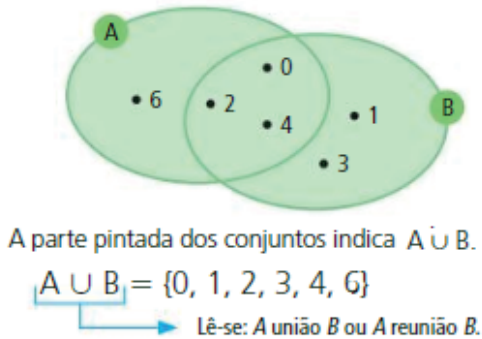 A
0
6
2
4
1
B
3
A parte pintada dos conjuntos indica A ∪ B.
A ∪ B = {0, 1, 2, 3, 4, 6}
Lê-se: A união B ou A reunião B.